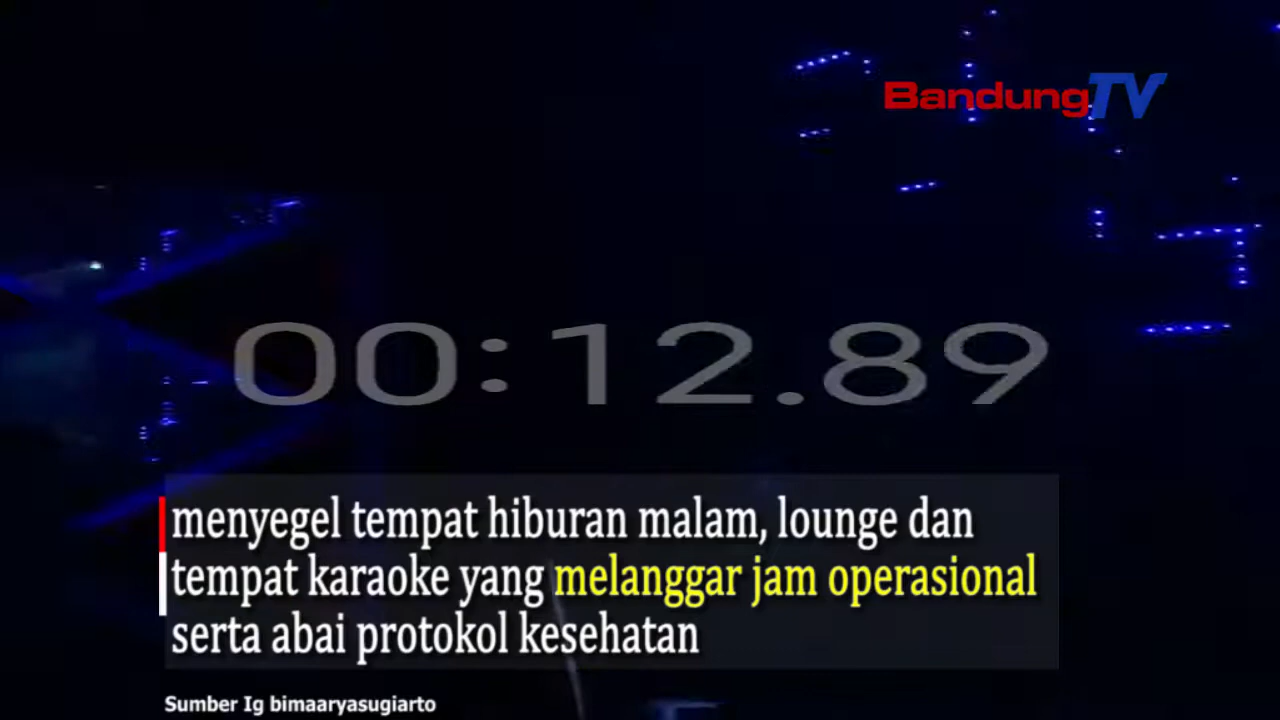 BandungTV
00:12.89
menyegel tempat hiburan malam, lounge dan
tempat karaoke yang melanggar jam operasional
serta abai protokol kesehatan
Sumber Ig bimaaryasugiarto